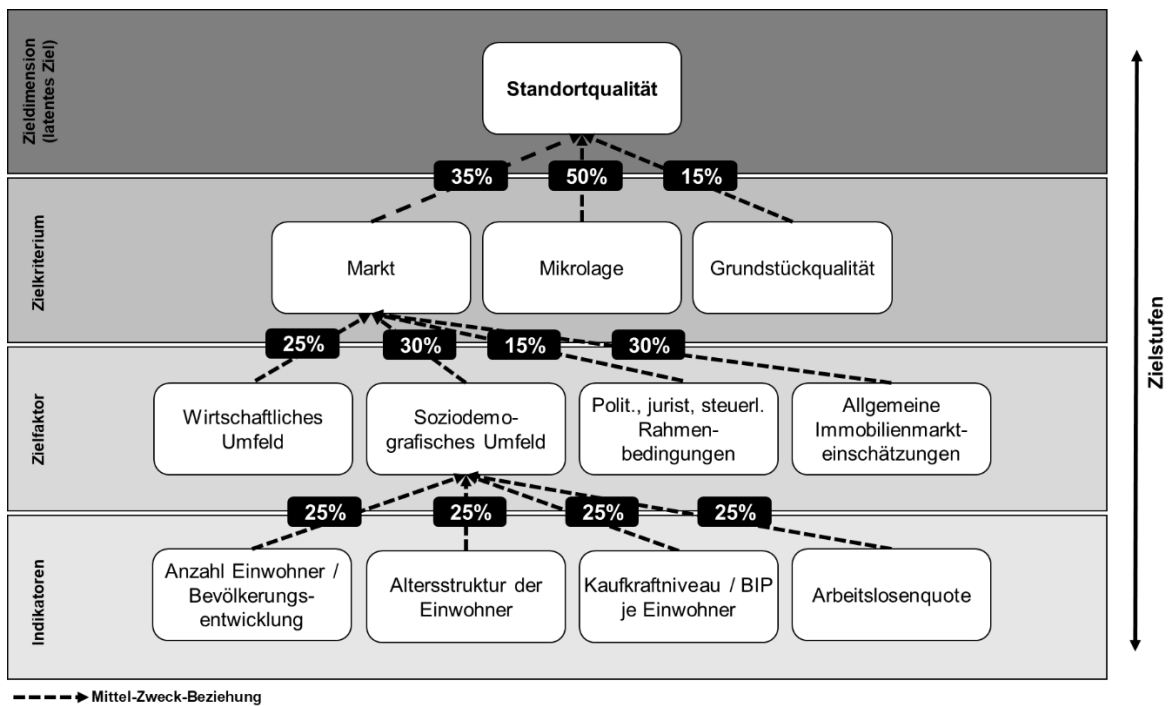 Zieldimension
(latentes Ziel)
Standortqualität
35%
50%
15%
Zielkriterium
Markt
Mikrolage
Grundstückqualität
25%
30%
15%
30%
Zielfaktor
Wirtschaftliches
Umfeld
Soziodemo-
grafisches Umfeld
Polit., jurist, steuerl.
Rahmen-
bedingungen
Allgemeine
Immobilienmarkt-
einschätzungen
25%
25%
25%
25%
Indikatoren
Anzahl Einwohner /
Bevölkerungs-
entwicklung
Altersstruktur der
Einwohner
Kaufkraftniveau / BIP
je Einwohner
Arbeitslosenquote
Zielstufen
Mittel-Zweck-Beziehung